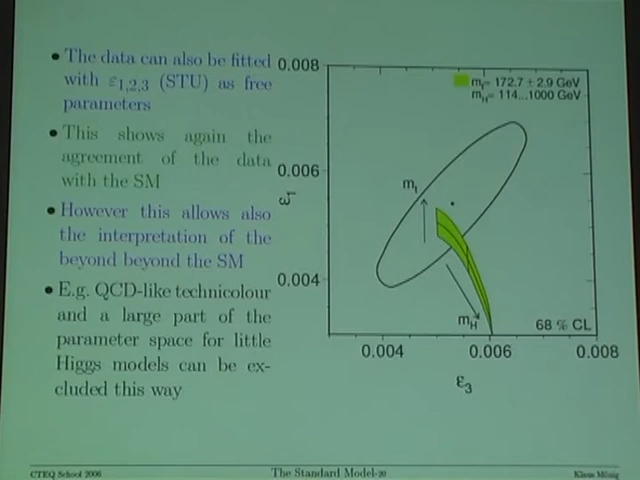 • The data can also be fitted
with ε1,2,3 (STU) as free
parameters
• This shows again the
agreement of the data
with the SM
• However this allows also
the interpretation of the
beyond beyond the SM
• E.g. QCD-like technicolour
and a large part of the
parameter space for little
Higgs models can be ex-
cluded this way
0.008
0.006
0.004
ε1
mt= 172.7 ± 2.9 GeV
mH= 114...1000 GeV
mt
mH
68 % CL
0.004 0.006 0.008
ε3
CTEQ School 2006 The Standard Model-20 Klaus Mönig